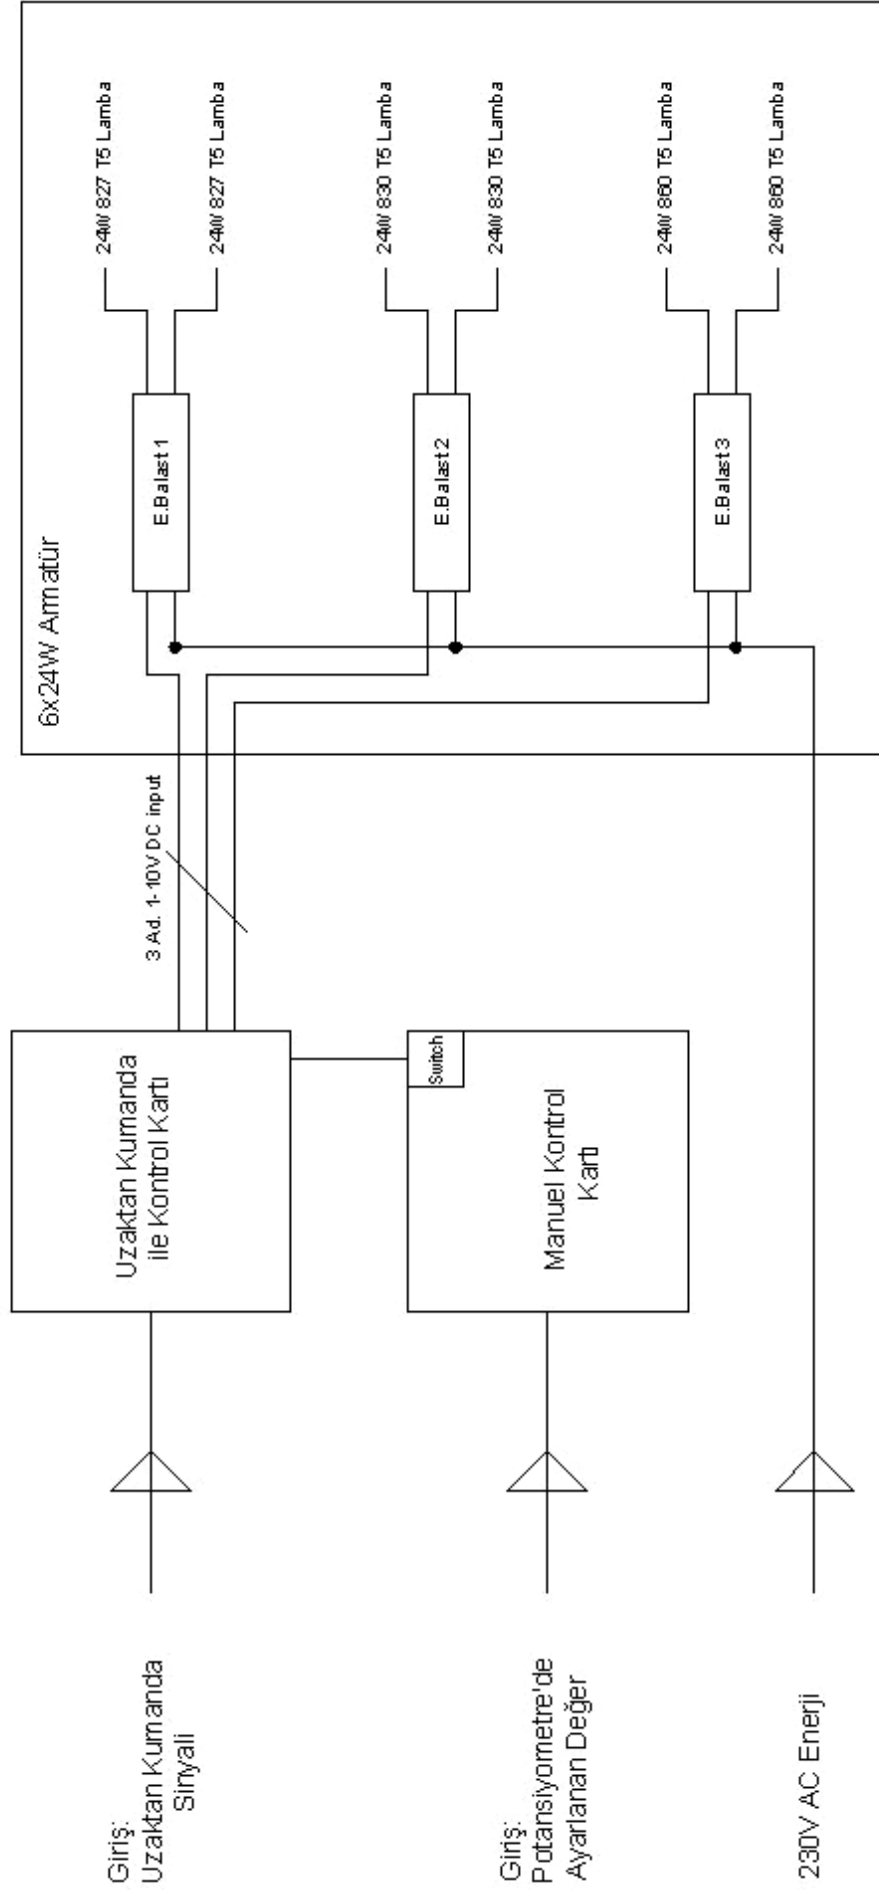 6x24W Armatür
24W 827 T5 Lamba
24W 827 T5 Lamba
24W 830 T5 Lamba
24W 830 T5 Lamba
24W 860 T5 Lamba
24W 860 T5 Lamba
E.Balast 1
E.Balast 2
E.Balast 3
3 Ad. 1-10V DC input
Uzaktan Kumanda
ile Kontrol Kartı
Switch
Manuel Kontrol
Kartı
Giriş:
Uzaktan Kumanda
Sinyali
Giriş:
Potansiyometre'de
Ayarlanan Değer
230V AC Enerji